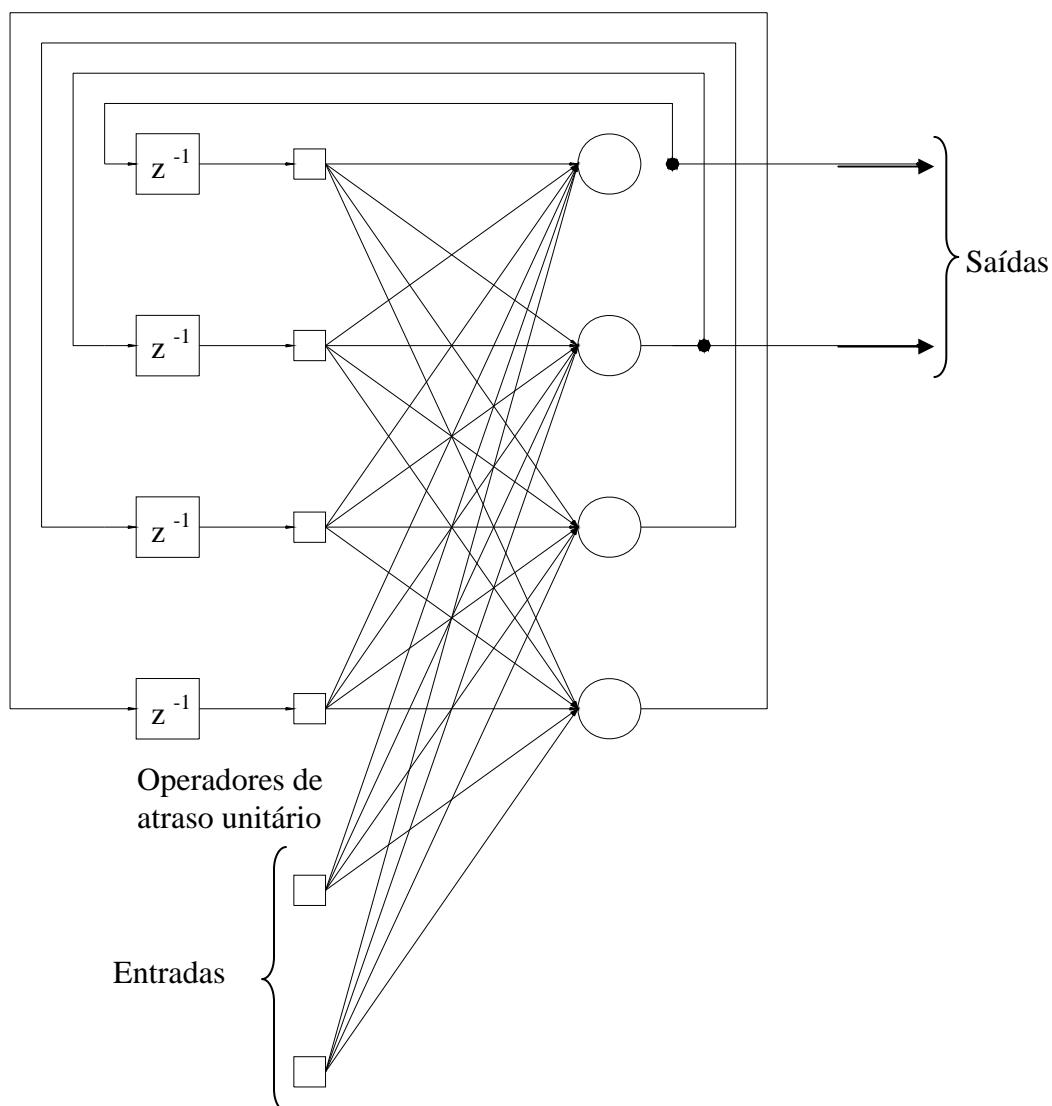 z -1
z -1
Saídas
z -1
z -1
Operadores de
atraso unitário
Entradas